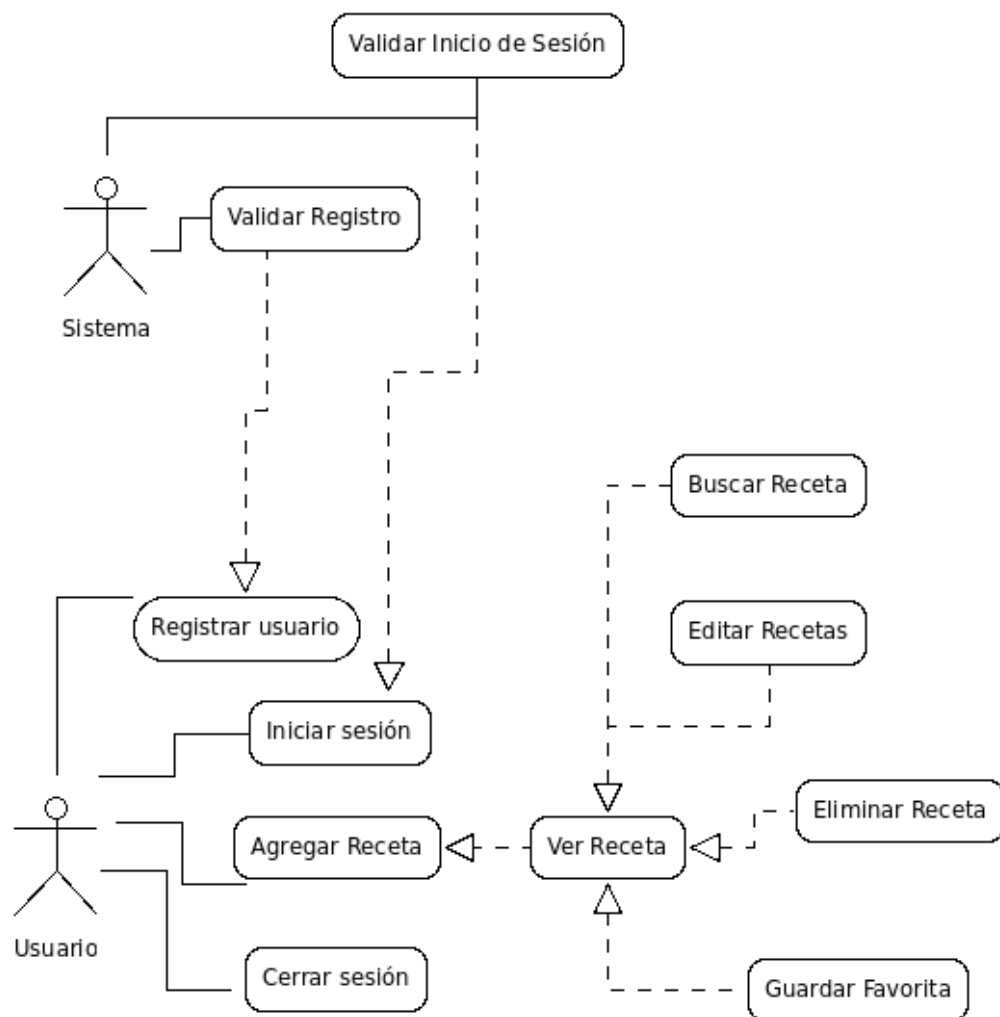 Validar Inicio de Sesión
Validar Registro
Sistema
Buscar Receta
Registrar usuario
Editar Recetas
Iniciar sesión
Eliminar Receta
Agregar Receta
Ver Receta
Usuario
Cerrar sesión
Guardar Favorita